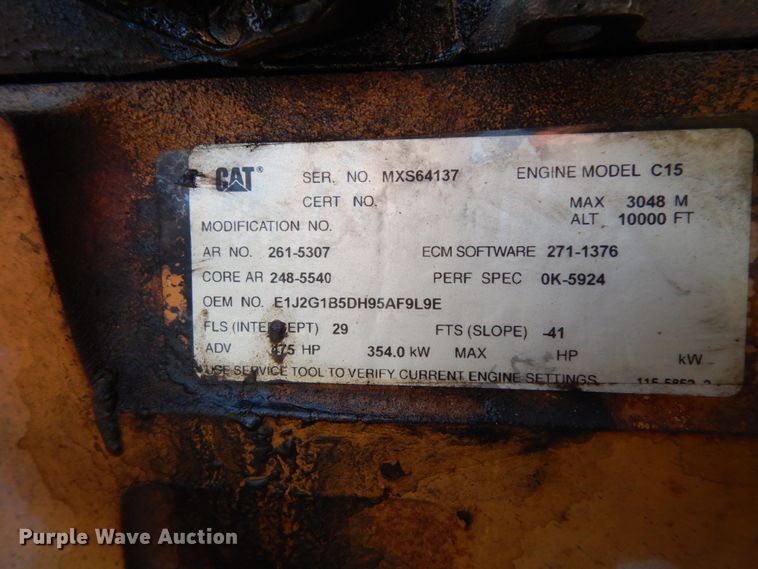 CAT® SER. NO. MXS64137 ENGINE MODEL C15
CERT NO. MAX 3048 M
ALT 10000 FT
MODIFICATION NO.
AR NO. 261-5307 ECM SOFTWARE 271-1376
CORE AR 248-5540 PERF SPEC 0K-5924
OEM NO. E1J2G1B5DH95AF9L9E
FLS (INTERCEPT) 29 FTS (SLOPE) -41
ADV 475 HP 354.0 kW MAX HP kW
USE SERVICE TOOL TO VERIFY CURRENT ENGINE SETTINGS
Purple Wave Auction